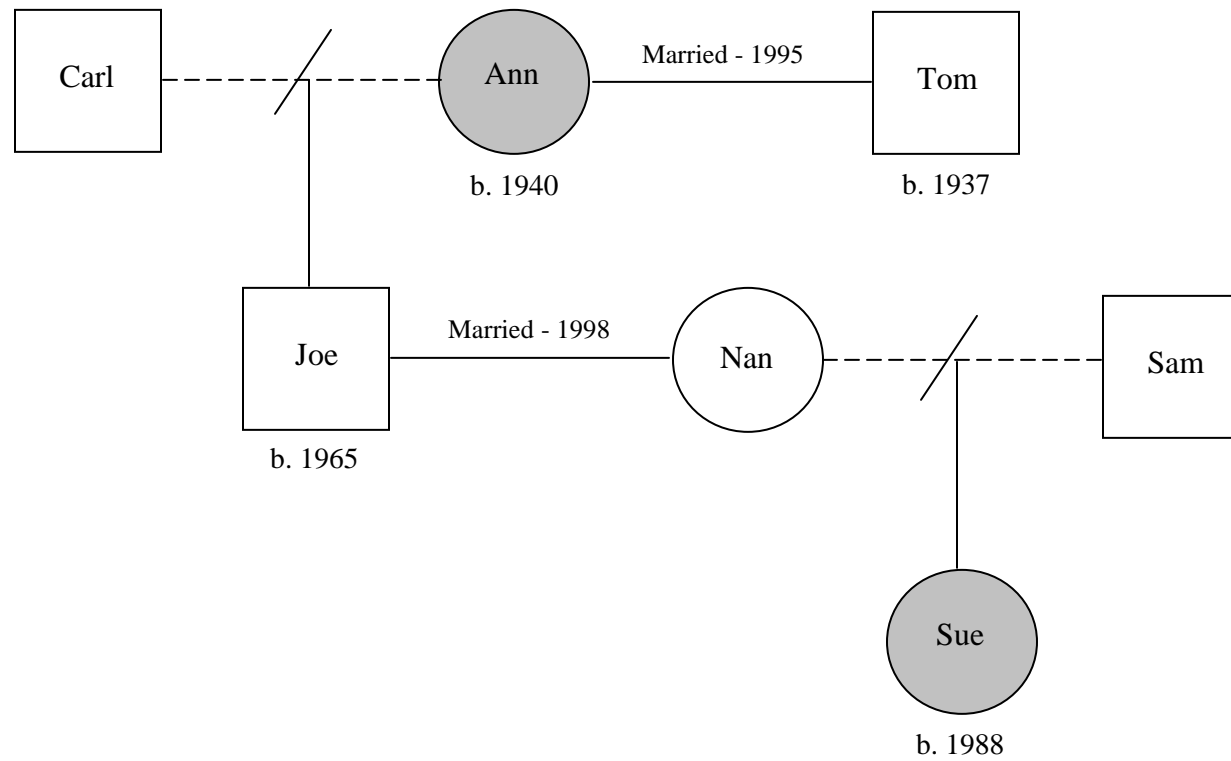 Carl
Ann
Married - 1995
Tom
b. 1940
b. 1937
Joe
Married - 1998
Nan
Sam
b. 1965
Sue
b. 1988